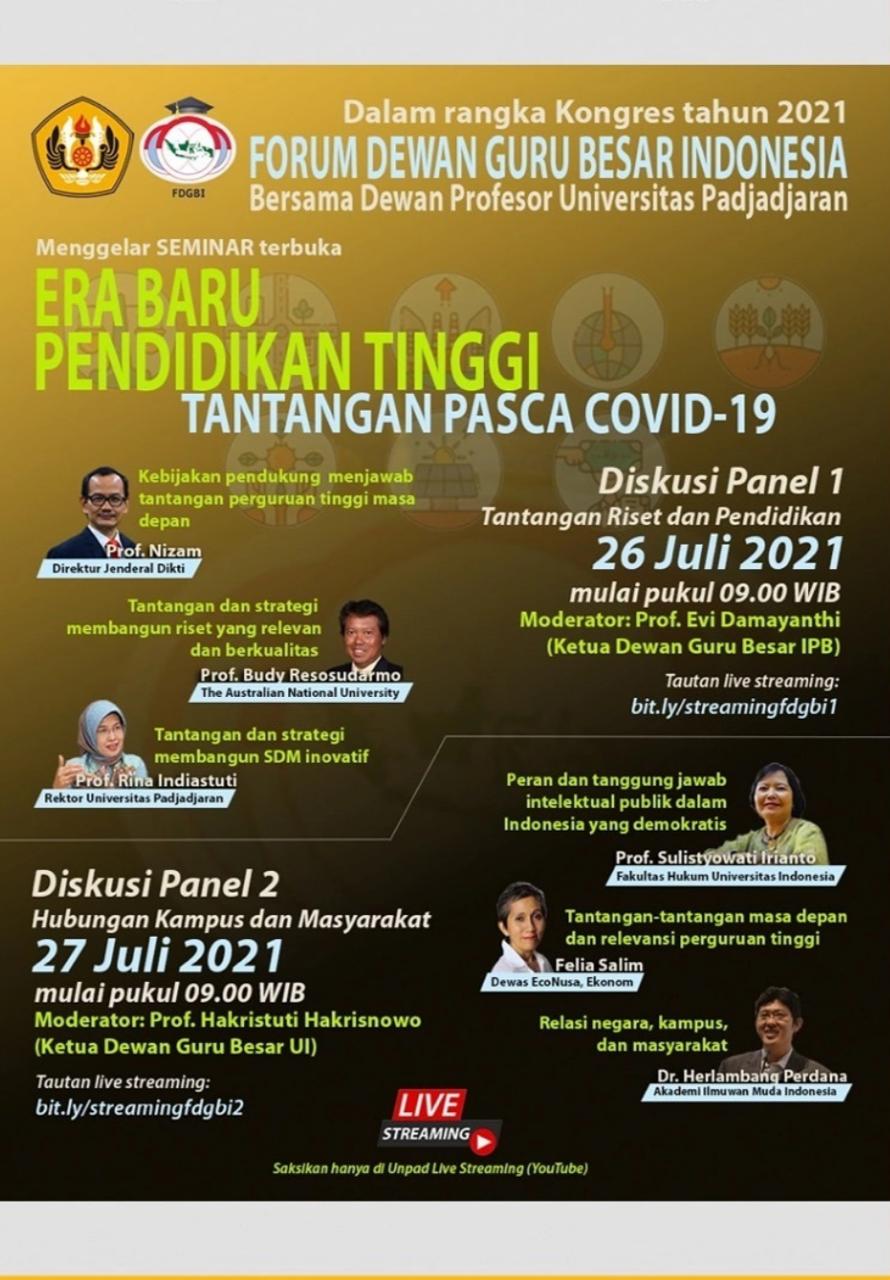 FDGBI
Dalam rangka Kongres tahun 2021
FORUM DEWAN GURU BESAR INDONESIA
Bersama Dewan Profesor Universitas Padjadjaran
Menggelar SEMINAR terbuka
ERA BARU
PENDIDIKAN TINGGI
TANTANGAN PASCA COVID-19
Kebijakan pendukung menjawab
tantangan perguruan tinggi masa
depan
Prof. Nizam
Direktur Jenderal Dikti
Tantangan dan strategi
membangun riset yang relevan
dan berkualitas
Prof. Budy Resosudarmo
The Australian National University
Tantangan dan strategi
membangun SDM inovatif
Prof. Rina Indiastuti
Rektor Universitas Padjadjaran
Diskusi Panel 1
Tantangan Riset dan Pendidikan
26 Juli 2021
mulai pukul 09.00 WIB
Moderator: Prof. Evi Damayanthi
(Ketua Dewan Guru Besar IPB)
Tautan live streaming:
bit.ly/streamingfdgbi1
Diskusi Panel 2
Hubungan Kampus dan Masyarakat
27 Juli 2021
mulai pukul 09.00 WIB
Moderator: Prof. Hakristuti Hakrisnowo
(Ketua Dewan Guru Besar UI)
Tautan live streaming:
bit.ly/streamingfdgbi2
Peran dan tanggung jawab
intelektual publik dalam
Indonesia yang demokratis
Prof. Sulistyowati Irianto
Fakultas Hukum Universitas Indonesia
Tantangan-tantangan masa depan
dan relevansi perguruan tinggi
Felia Salim
Dewas EcoNusa, Ekonom
Relasi negara, kampus,
dan masyarakat
Dr. Herlambang Perdana
Akademi Ilmuwan Muda Indonesia
LIVE
STREAMING
Saksikan hanya di Unpad Live Streaming (YouTube)